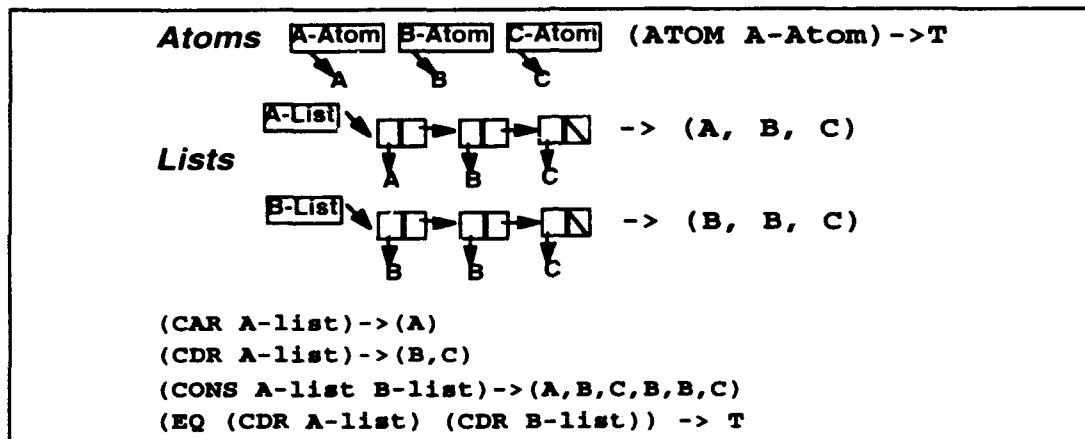 Atoms A-Atom B-Atom C-Atom (ATOM A-Atom)->T
A B C
A-List -> (A, B, C)
Lists
A B C
B-List -> (B, B, C)
B B C
(CAR A-list)->(A)
(CDR A-list)->(B,C)
(CONS A-list B-list)->(A,B,C,B,B,C)
(EQ (CDR A-list) (CDR B-list)) -> T